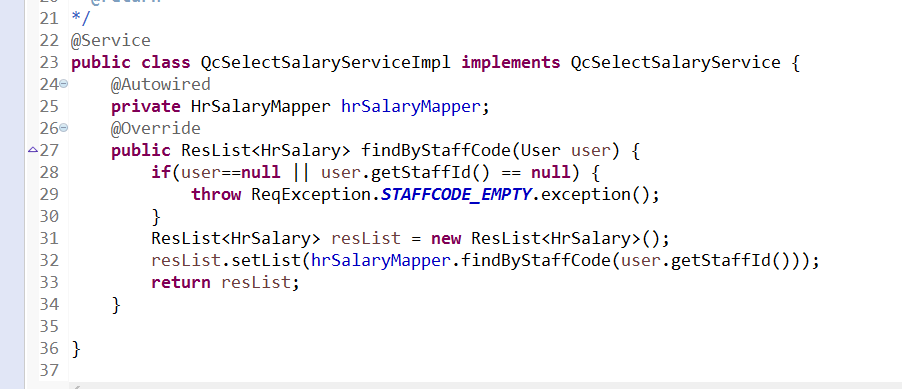 21 */
22 @Service
23 public class QcSelectSalaryServiceImpl implements QcSelectSalaryService {
24 @Autowired
25 private HrSalaryMapper hrSalaryMapper;
26 @Override
27 public ResList<HrSalary> findByStaffCode(User user) {
28 if(user==null || user.getStaffId() == null) {
29 throw ReqException.STAFFCODE_EMPTY.exception();
30 }
31 ResList<HrSalary> resList = new ResList<HrSalary>();
32 resList.setList(hrSalaryMapper.findByStaffCode(user.getStaffId()));
33 return resList;
34 }
35
36 }
37